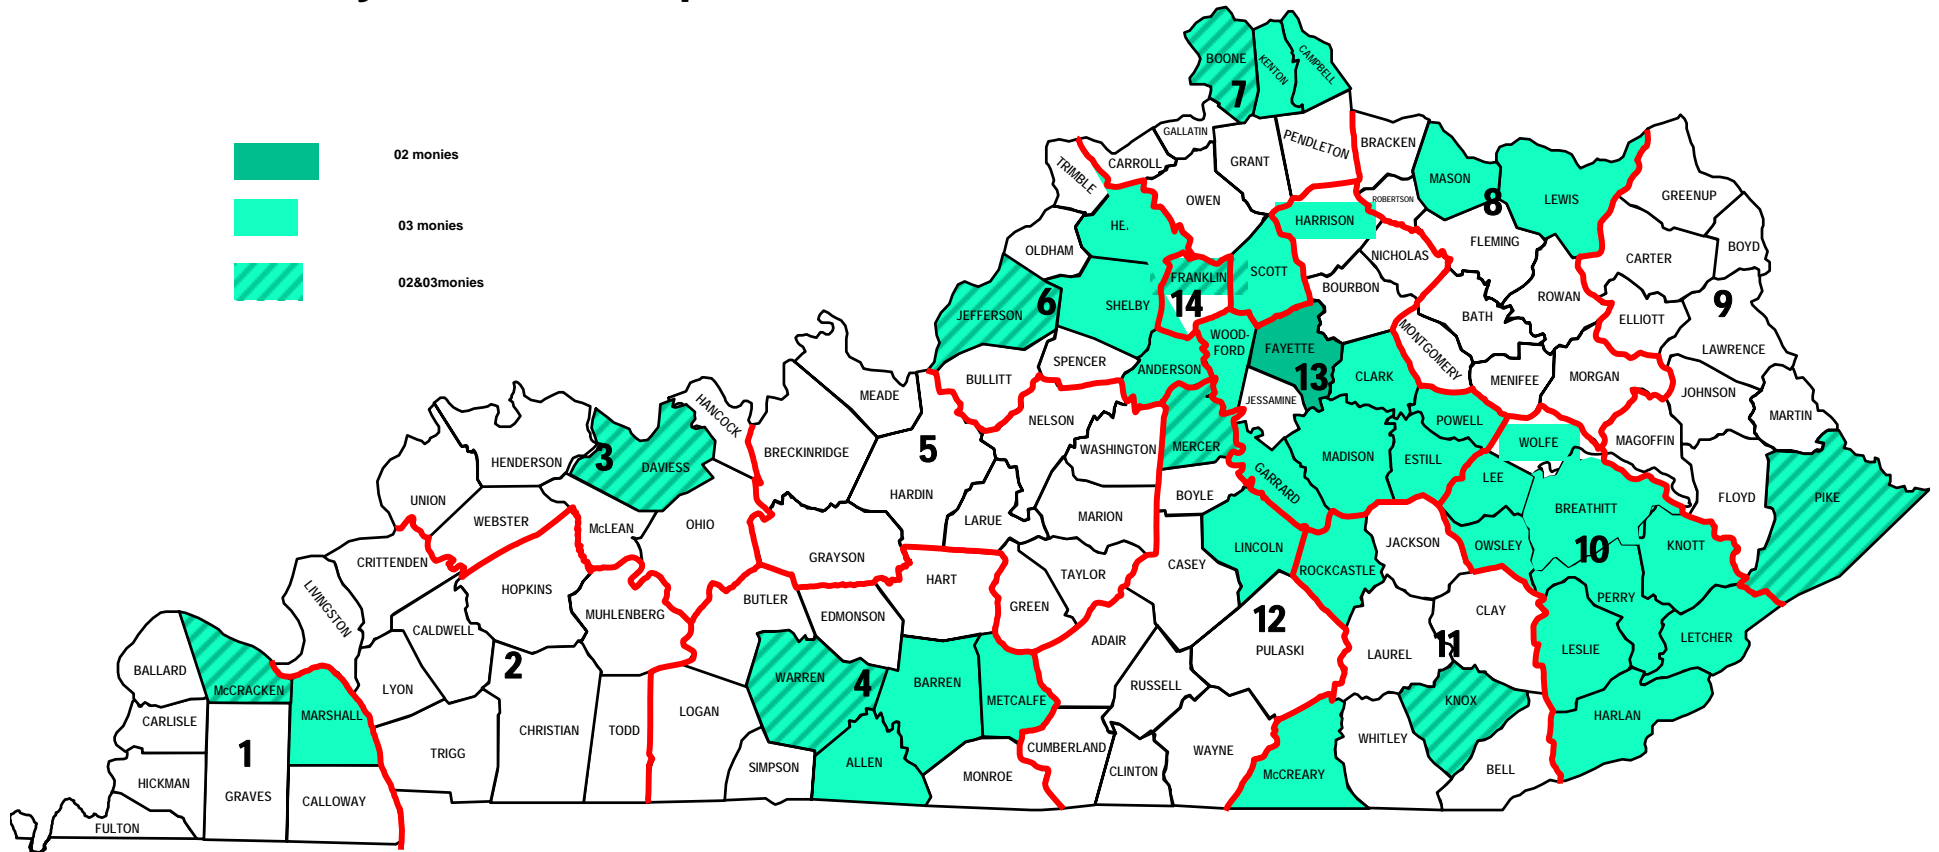 BOONE
KENTON
CAMPBELL
7
02 monies
03 monies
02&03monies
GALLATIN
CARROLL
TRIMBLE
GRANT
PENDLETON
BRACKEN
MASON
8
LEWIS
GREENUP
ROBERTSON
OWEN
HARRISON
HE.
OLDHAM
FLEMING
BOYD
CARTER
NICHOLAS
FRANKLIN
SCOTT
BOURBON
ROWAN
14
SHELBY
6
JEFFERSON
9
ELLIOTT
BATH
MONTGOMERY
WOOD-
FORD
FAYETTE
LAWRENCE
SPENCER
ANDERSON
13
CLARK
MENIFEE
MORGAN
BULLITT
JESSAMINE
JOHNSON
MARTIN
MEADE
HANCOCK
NELSON
POWELL
WOLFE
MAGOFFIN
WASHINGTON
MERCER
BRECKINRIDGE
5
3
DAVIESS
HENDERSON
MADISON
ESTILL
LEE
GARRARD
UNION
HARDIN
BOYLE
FLOYD
PIKE
WEBSTER
McLEAN
OHIO
LARUE
MARION
BREATHITT
CRITTENDEN
GRAYSON
CASEY
LINCOLN
JACKSON
OWSLEY
10
KNOTT
HOPKINS
HART
TAYLOR
ROCKCASTLE
LIVINGSTON
MUHLENBERG
BUTLER
EDMONSON
GREEN
PERRY
CLAY
CALDWELL
ADAIR
12
PULASKI
11
LAUREL
LESLIE
LETCHER
BALLARD
McCRACKEN
LYON
2
WARREN
4
BARREN
METCALFE
RUSSELL
KNOX
CARLISLE
MARSHALL
LOGAN
HARLAN
1
TRIGG
CHRISTIAN
TODD
CUMBERLAND
WAYNE
WHITLEY
SIMPSON
ALLEN
MONROE
CLINTON
McCREARY
BELL
HICKMAN
GRAVES
CALLOWAY
FULTON